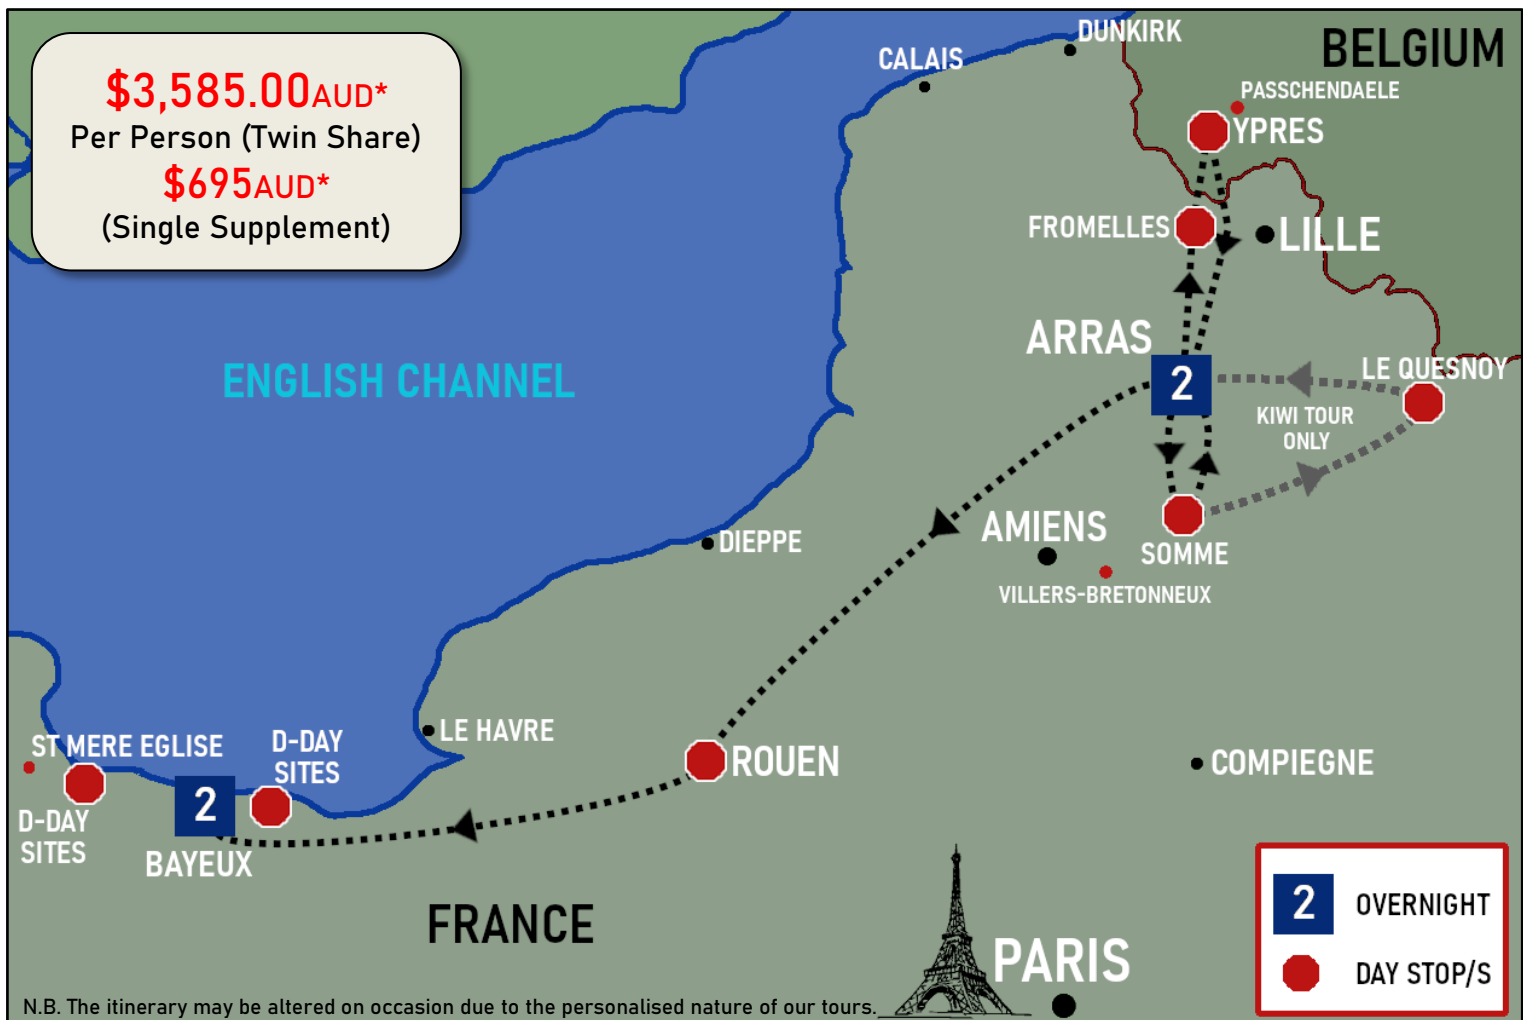 $3,585.00AUD*
Per Person (Twin Share)
$695AUD*
(Single Supplement)
DUNKIRK
CALAIS
BELGIUM
PASSCHENDAELE
YPRES
FROMELLES
LILLE
ARRAS
2
LE QUESNOY
KIWI TOUR
ONLY
ENGLISH CHANNEL
AMIENS
SOMME
VILLERS-BRETONNEUX
DIEPPE
LE HAVRE
ROUEN
COMPIEGNE
ST MERE EGLISE
D-DAY
SITES
D-DAY
SITES
2
BAYEUX
FRANCE
PARIS
2 OVERNIGHT
DAY STOP/S
N.B. The itinerary may be altered on occasion due to the personalised nature of our tours.